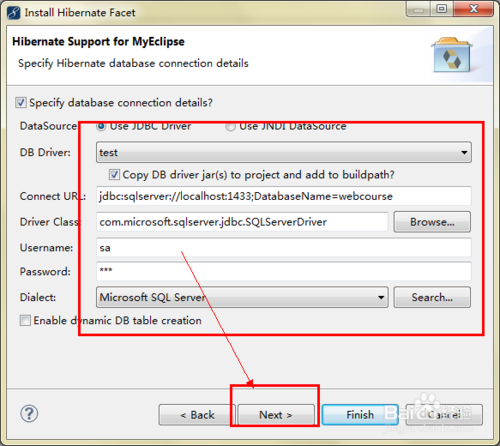 Install Hibernate Facet
Hibernate Support for MyEclipse
Specify Hibernate database connection details
Specify database connection details?
DataSource: Use JDBC Driver Use JNDI DataSource
DB Driver: test
Copy DB driver jar(s) to project and add to buildpath?
Connect URL: jdbc:sqlserver://localhost:1433;DatabaseName=webcourse
Driver Class: com.microsoft.sqlserver.jdbc.SQLServerDriver Browse...
Username: sa
Password: ***
Dialect: Microsoft SQL Server Search...
Enable dynamic DB table creation
? < Back Next > Finish Cancel